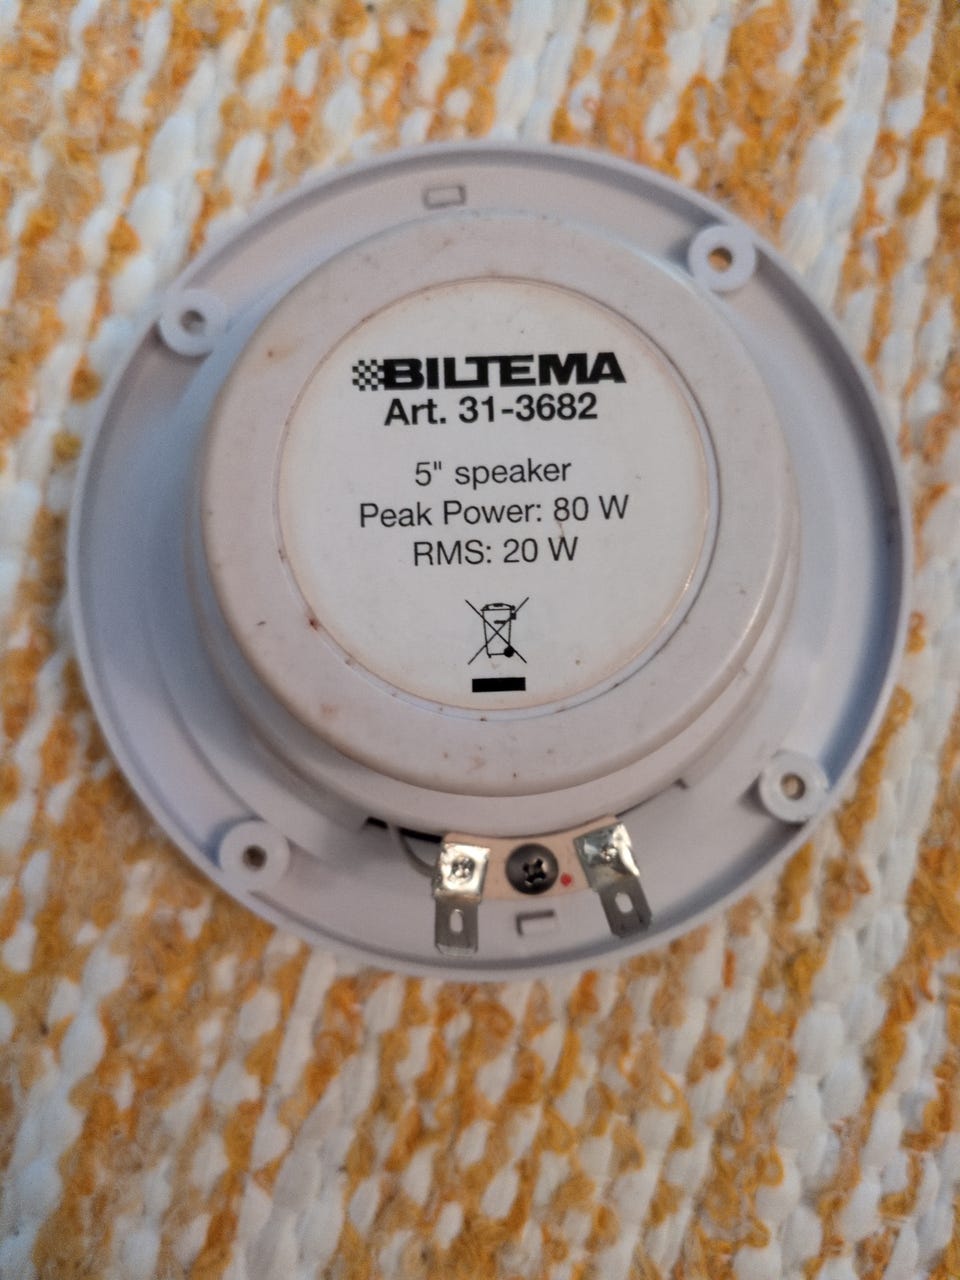 BILTEMA
Art. 31-3682
5" speaker
Peak Power: 80 W
RMS: 20 W